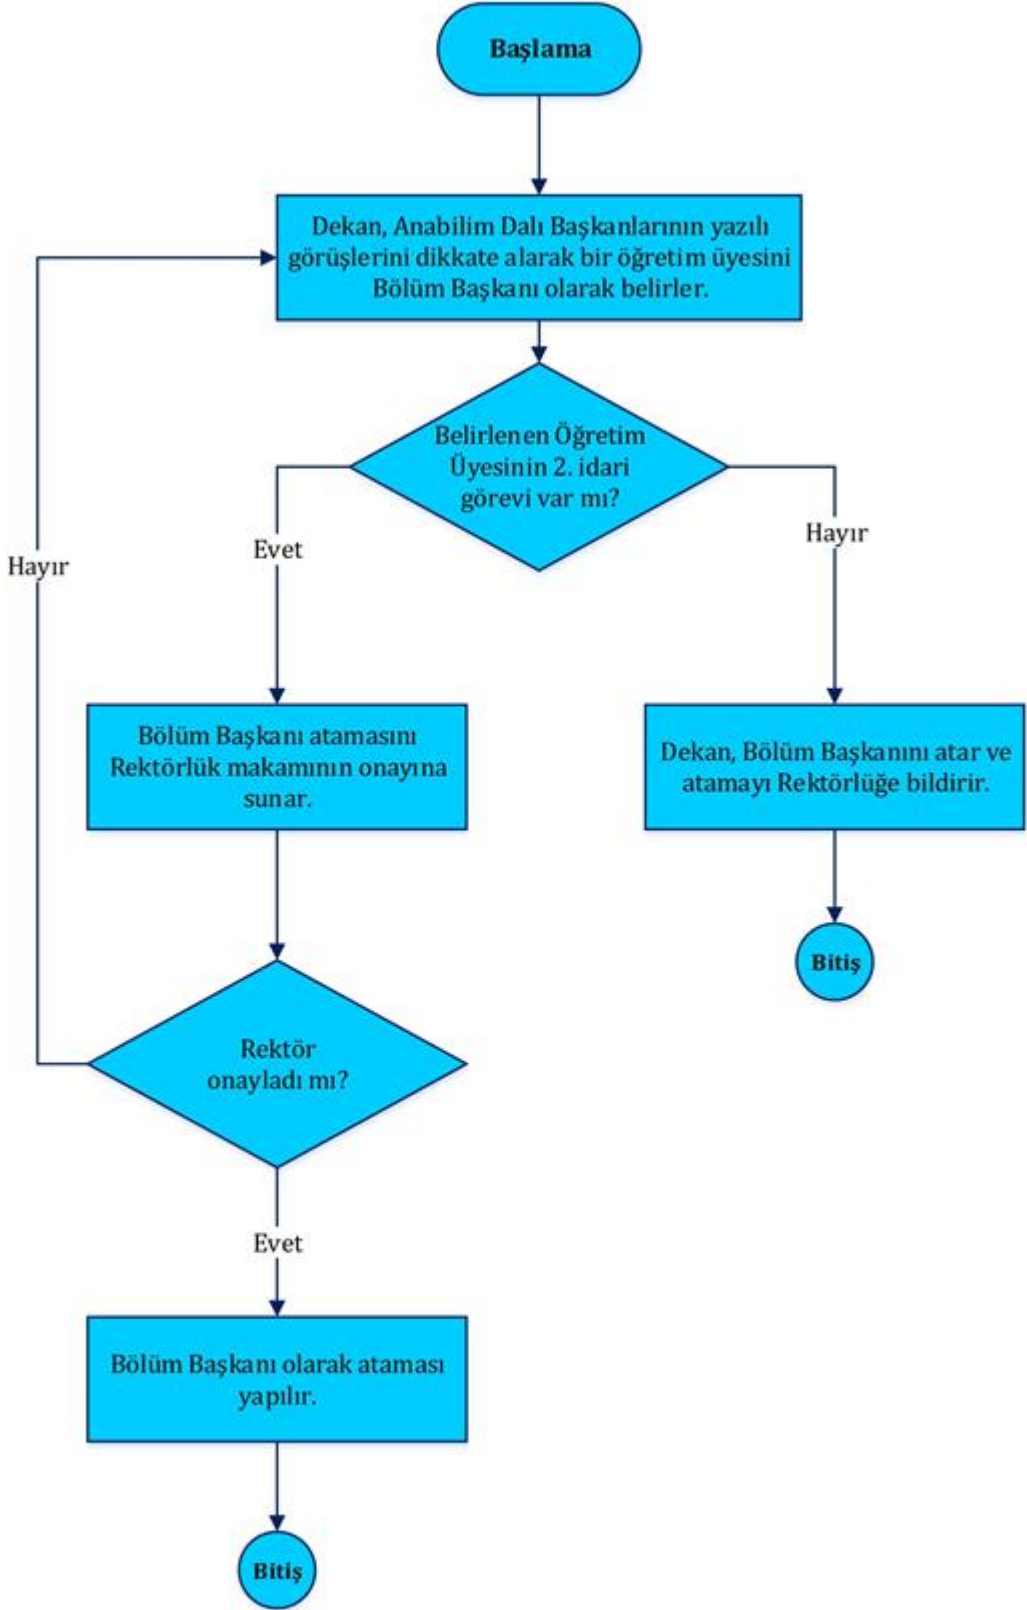 Başlama
Dekan, Anabilim Dalı Başkanlarının yazılı
görüşlerini dikkate alarak bir öğretim üyesini
Bölüm Başkanı olarak belirler.
Belirlenen Öğretim
Üyesinin 2. idari
görevi var mı?
Evet
Hayır
Hayır
Bölüm Başkanı atamasını
Rektörlük makamının onayına
sunar.
Dekan, Bölüm Başkanını atar ve
atamayı Rektörlüğe bildirir.
Bitiş
Rektör
onayladı mı?
Evet
Bölüm Başkanı olarak ataması
yapılır.
Bitiş